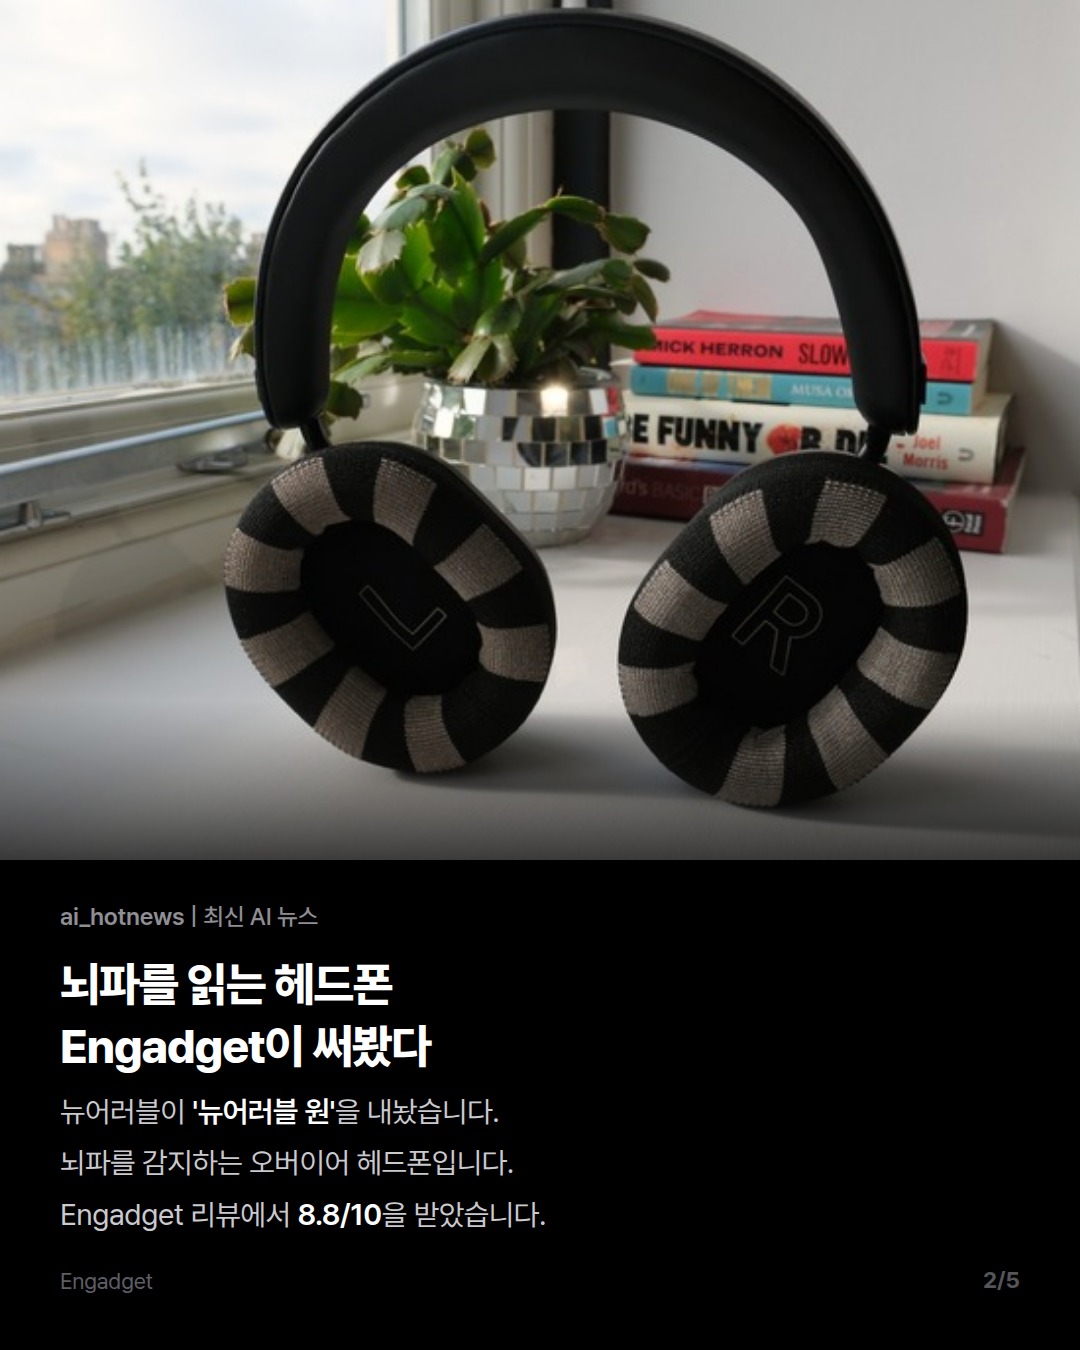 MICK HERRON SLOW
MUSA
E FUNNY
Joel
Morris
BASIC
L
R
ai_hotnews | 최신 AI 뉴스
뇌파를 읽는 헤드폰
Engadget이 써봤다
뉴어러블이 '뉴어러블 원'을 내놨습니다.
뇌파를 감지하는 오버이어 헤드폰입니다.
Engadget 리뷰에서 8.8/10을 받았습니다.
Engadget
2/5